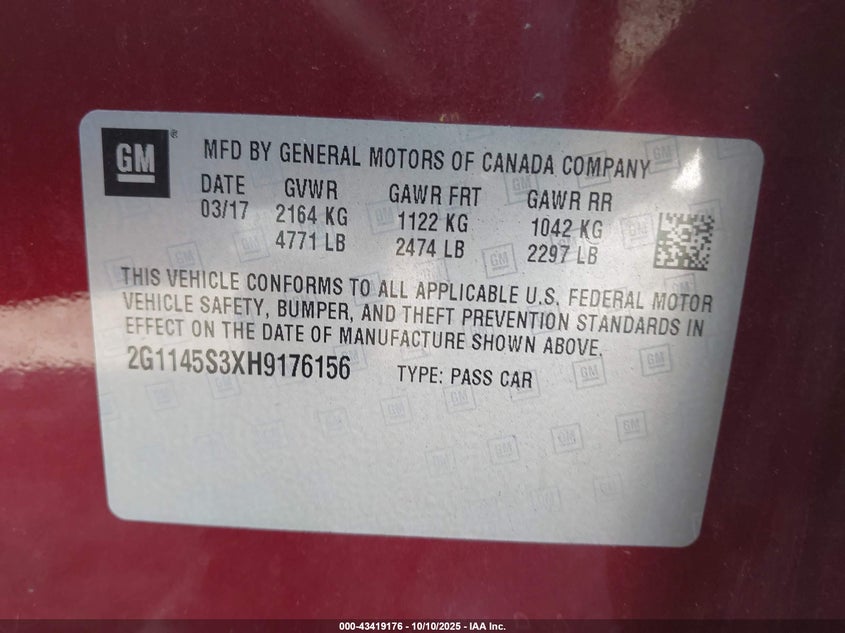 GM ®
MFD BY GENERAL MOTORS OF CANADA COMPANY
DATE GVWR GAWR FRT GAWR RR
03/17 2164 KG 1122 KG 1042 KG
4771 LB 2474 LB 2297 LB
THIS VEHICLE CONFORMS TO ALL APPLICABLE U.S. FEDERAL MOTOR
VEHICLE SAFETY, BUMPER, AND THEFT PREVENTION STANDARDS IN
EFFECT ON THE DATE OF MANUFACTURE SHOWN ABOVE.
2G1145S3XH9176156 TYPE: PASS CAR
000-43419176 - 10/10/2025 - IAA Inc.